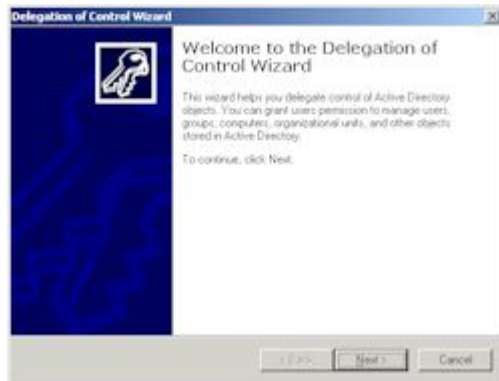 Delegation of Control Wizard
Welcome to the Delegation of
Control Wizard
This wizard helps you delegate control of Active Directory
objects. You can grant users permission to manage users,
groups, computers, organizational units, and other objects
stored in Active Directory.
To continue, click Next.
< Back
Next >
Cancel